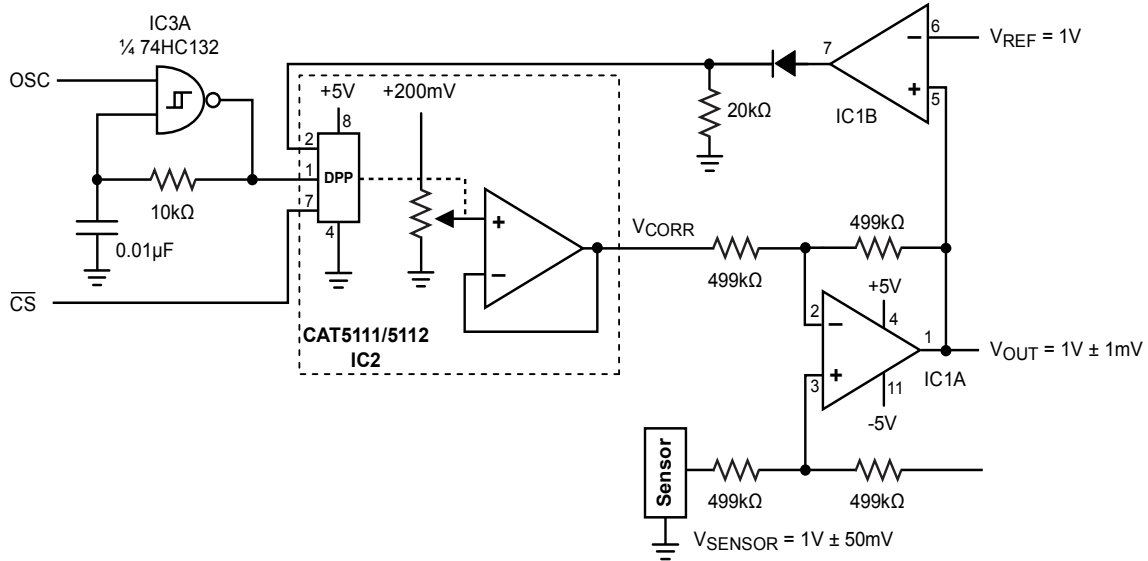 IC3A
¼ 74HC132
OSC
10kΩ
0.01µF
CS
+5V
+200mV
8
2
1
7
DPP
4
+
−
CAT5111/5112
IC2
VCORR
20kΩ
7
6
−
+
5
IC1B
VREF = 1V
499kΩ
499kΩ
+5V
2
−
4
1
3
+
11
-5V
IC1A
VOUT = 1V ± 1mV
Sensor
499kΩ
499kΩ
VSENSOR = 1V ± 50mV